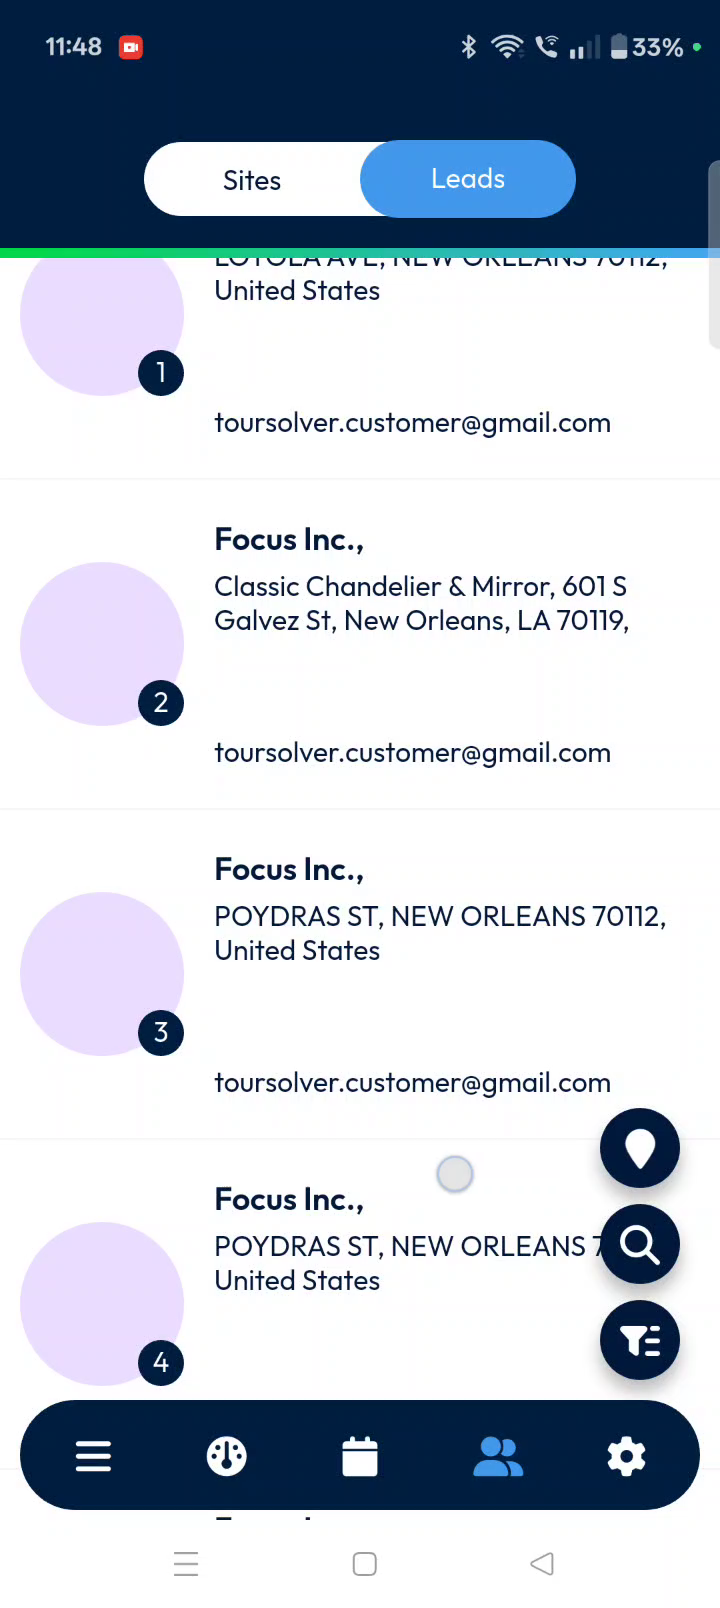 11:48
33%
Sites
Leads
LOYOLA AVE, NEW ORLEANS 70112,
United States
1
toursolver.customer@gmail.com
Focus Inc.,
Classic Chandelier & Mirror, 601 S
Galvez St, New Orleans, LA 70119,
2
toursolver.customer@gmail.com
Focus Inc.,
POYDRAS ST, NEW ORLEANS 70112,
United States
3
toursolver.customer@gmail.com
Focus Inc.,
POYDRAS ST, NEW ORLEANS 7
United States
4